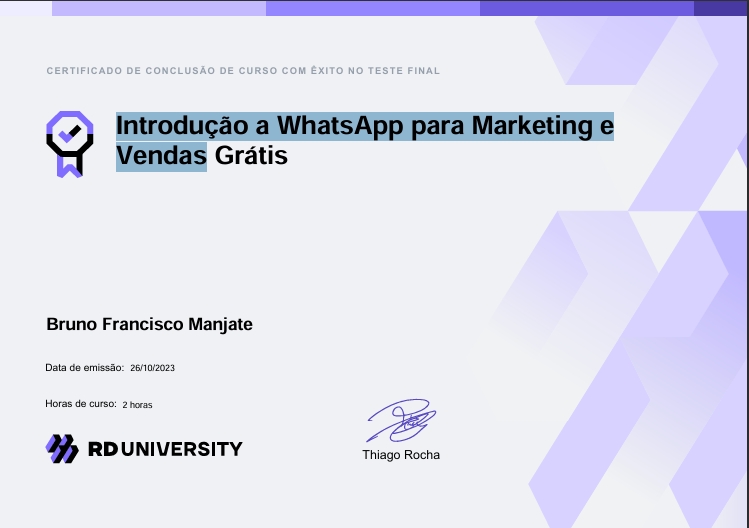 CERTIFICADO DE CONCLUSÃO DE CURSO COM ÊXITO NO TESTE FINAL
Introdução a WhatsApp para Marketing e
Vendas Grátis
Bruno Francisco Manjate
Data de emissão: 26/10/2023
Horas de curso: 2 horas
RD UNIVERSITY
Thiago Rocha